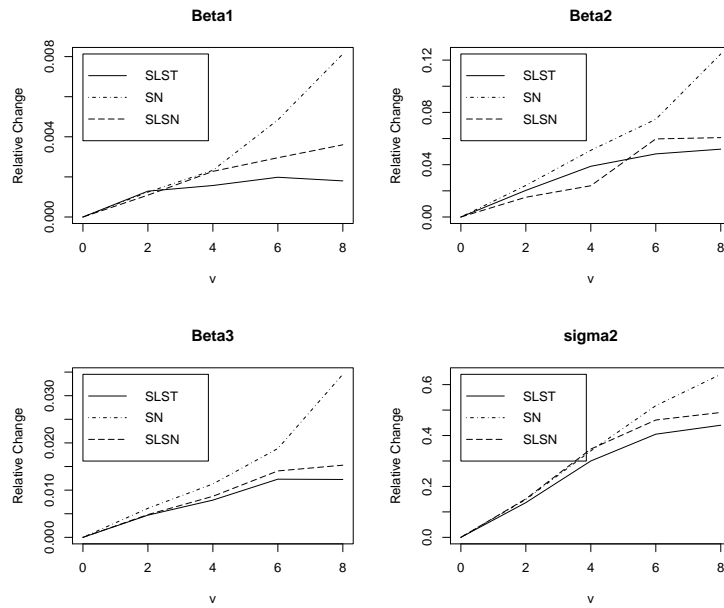 Beta1
Relative Change
0.000 0.004 0.008
SLST
SN
SLSN
0 2 4 6 8
v
Beta2
Relative Change
0.00 0.04 0.08 0.12
SLST
SN
SLSN
0 2 4 6 8
v
Beta3
Relative Change
0.000 0.010 0.020 0.030
SLST
SN
SLSN
0 2 4 6 8
v
sigma2
Relative Change
0.0 0.2 0.4 0.6
SLST
SN
SLSN
0 2 4 6 8
v